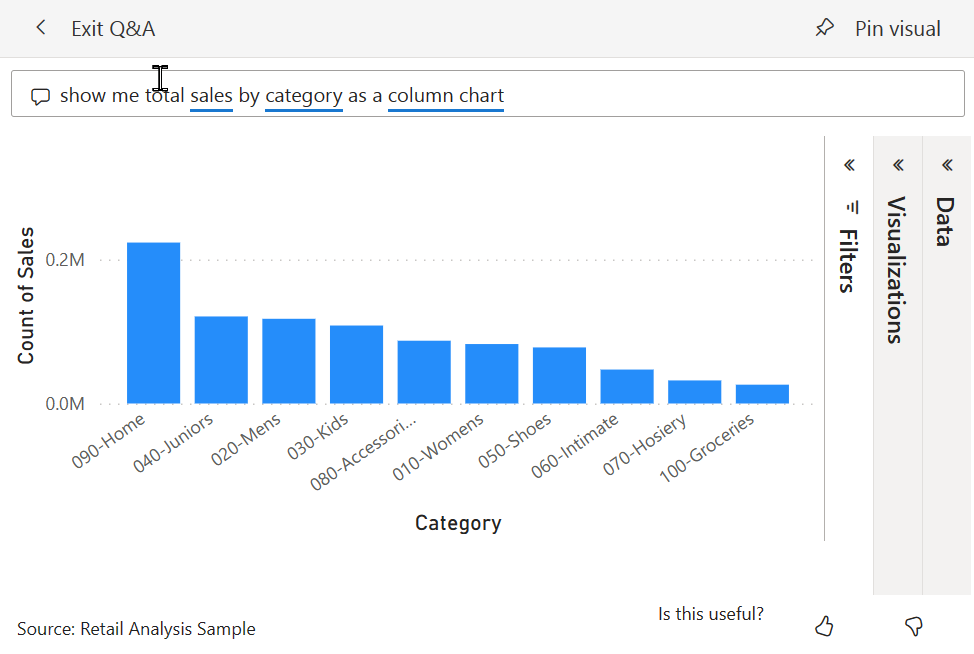 Exit Q&A
Pin visual
show me total sales by category as a column chart
Count of Sales
0.2M
0.0M
090-Home
040-Juniors
020-Mens
030-Kids
080-Accessori...
010-Womens
050-Shoes
060-Intimate
070-Hosiery
100-Groceries
Category
Filters
Visualizations
Data
Is this useful?
Source: Retail Analysis Sample